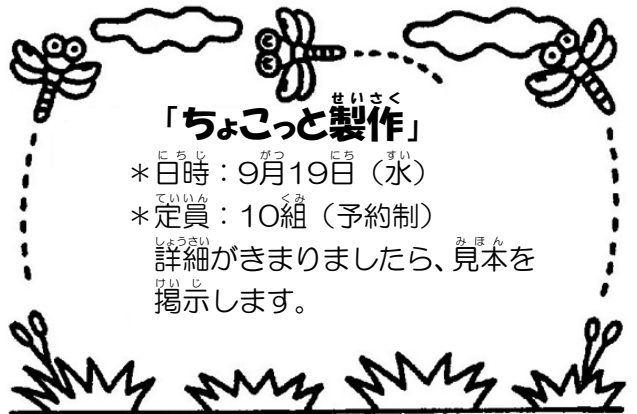 「ちょこっと製作」
＊日時：9月19日（水）
＊定員：10組（予約制）
詳細がきまりましたら、見本を
掲示します。